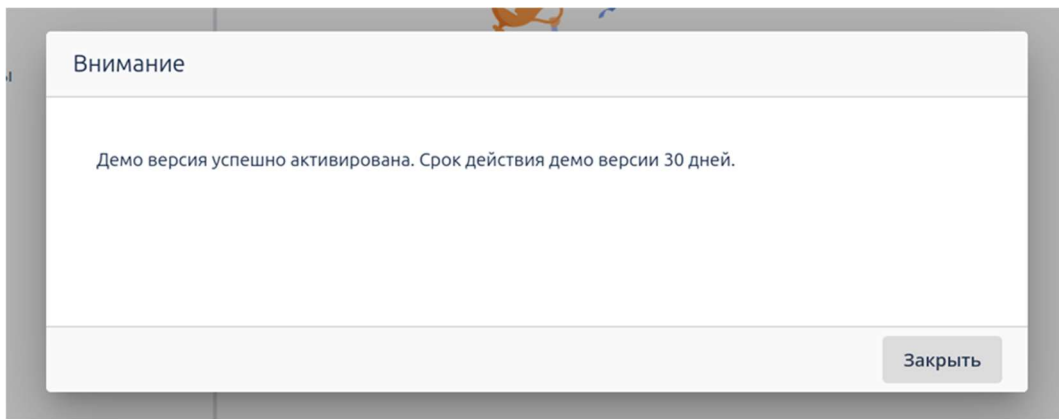 Внимание
ы
Демо версия успешно активирована. Срок действия демо версии 30 дней.
Закрыть